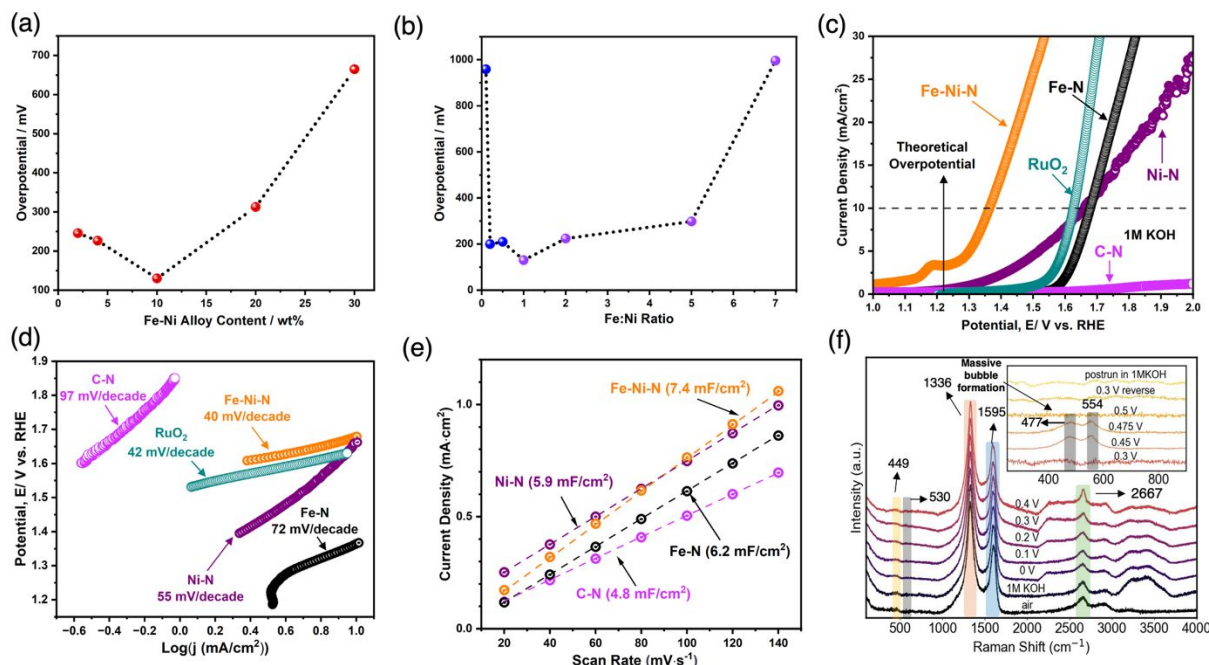 (a)
700
600
500
400
300
200
100
0
5
10
15
20
25
30
Overpotential / mV
Fe-Ni Alloy Content / wt%
(b)
1000
800
600
400
200
0
0
1
2
3
4
5
6
7
Overpotential / mV
Fe:Ni Ratio
(c)
30
25
20
15
10
5
0
1.0
1.1
1.2
1.3
1.4
1.5
1.6
1.7
1.8
1.9
2.0
Current Density (mA/cm²)
Potential, E/ V vs. RHE
Fe-Ni-N
Fe-N
Theoretical
Overpotential
RuO₂
Ni-N
1M KOH
C-N
(d)
1.9
1.8
1.7
1.6
1.5
1.4
1.3
1.2
−0.6
−0.4
−0.2
0.0
0.2
0.4
0.6
0.8
1.0
Potential, E/ V vs. RHE
Log(j (mA/cm²))
C-N
97 mV/decade
Fe-Ni-N
40 mV/decade
RuO₂
42 mV/decade
Fe-N
72 mV/decade
Ni-N
55 mV/decade
(e)
1.0
0.5
0.0
20
40
60
80
100
120
140
Current Density (mA·cm²)
Scan Rate (mV·s⁻¹)
Fe-Ni-N (7.4 mF/cm²)
Ni-N (5.9 mF/cm²)
Fe-N (6.2 mF/cm²)
C-N (4.8 mF/cm²)
(f)
Massive
bubble
formation
1336
1595
postrun in 1MKOH
0.3 V reverse
0.5 V
554
477
0.475 V
0.45 V
0.3 V
400
600
800
449
530
2667
0.4 V
0.3 V
0.2 V
0.1 V
0 V
1M KOH
air
500
1000
1500
2000
2500
3000
3500
4000
Intensity (a.u.)
Raman Shift (cm⁻¹)